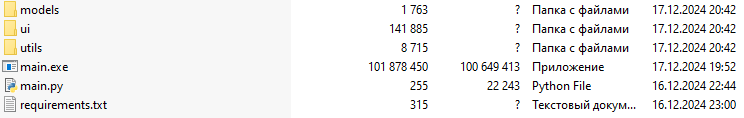 models 1 763 ? Папка с файлами 17.12.2024 20:42
ui 141 885 ? Папка с файлами 17.12.2024 20:42
utils 8 715 ? Папка с файлами 17.12.2024 20:42
main.exe 101 878 450 100 649 413 Приложение 17.12.2024 19:52
main.py 255 22 243 Python File 16.12.2024 22:44
requirements.txt 315 ? Текстовый докум... 16.12.2024 23:00